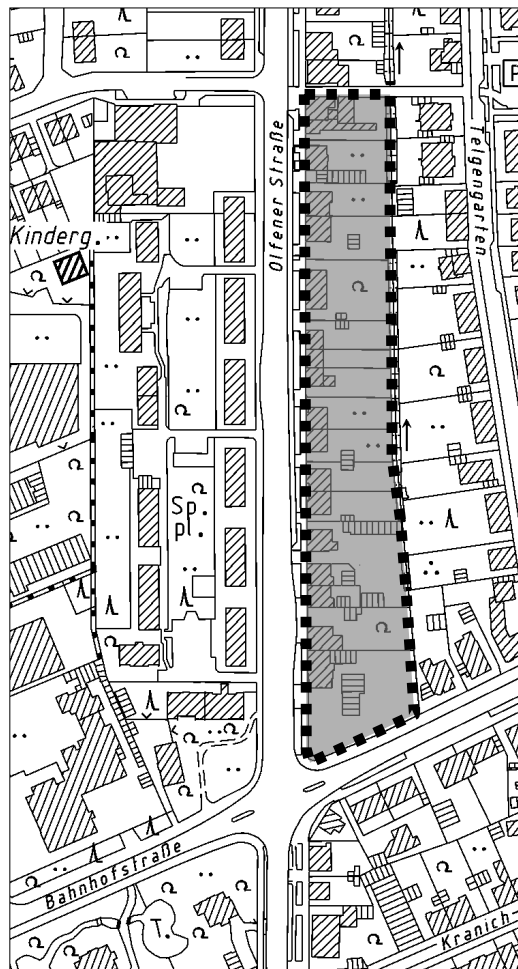 P
Olfener Straße
Telgengarten
Kinderg.
Sp.
pl.
Bahnhofstraße
T.
Kranich